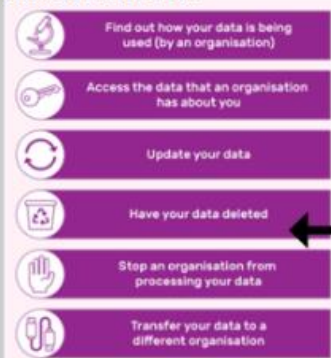 Find out how your data is being
used (by an organisation)
Access the data that an organisation
has about you
Update your data
Have your data deleted
Stop an organisation from
processing your data
Transfer your data to a
different organisation